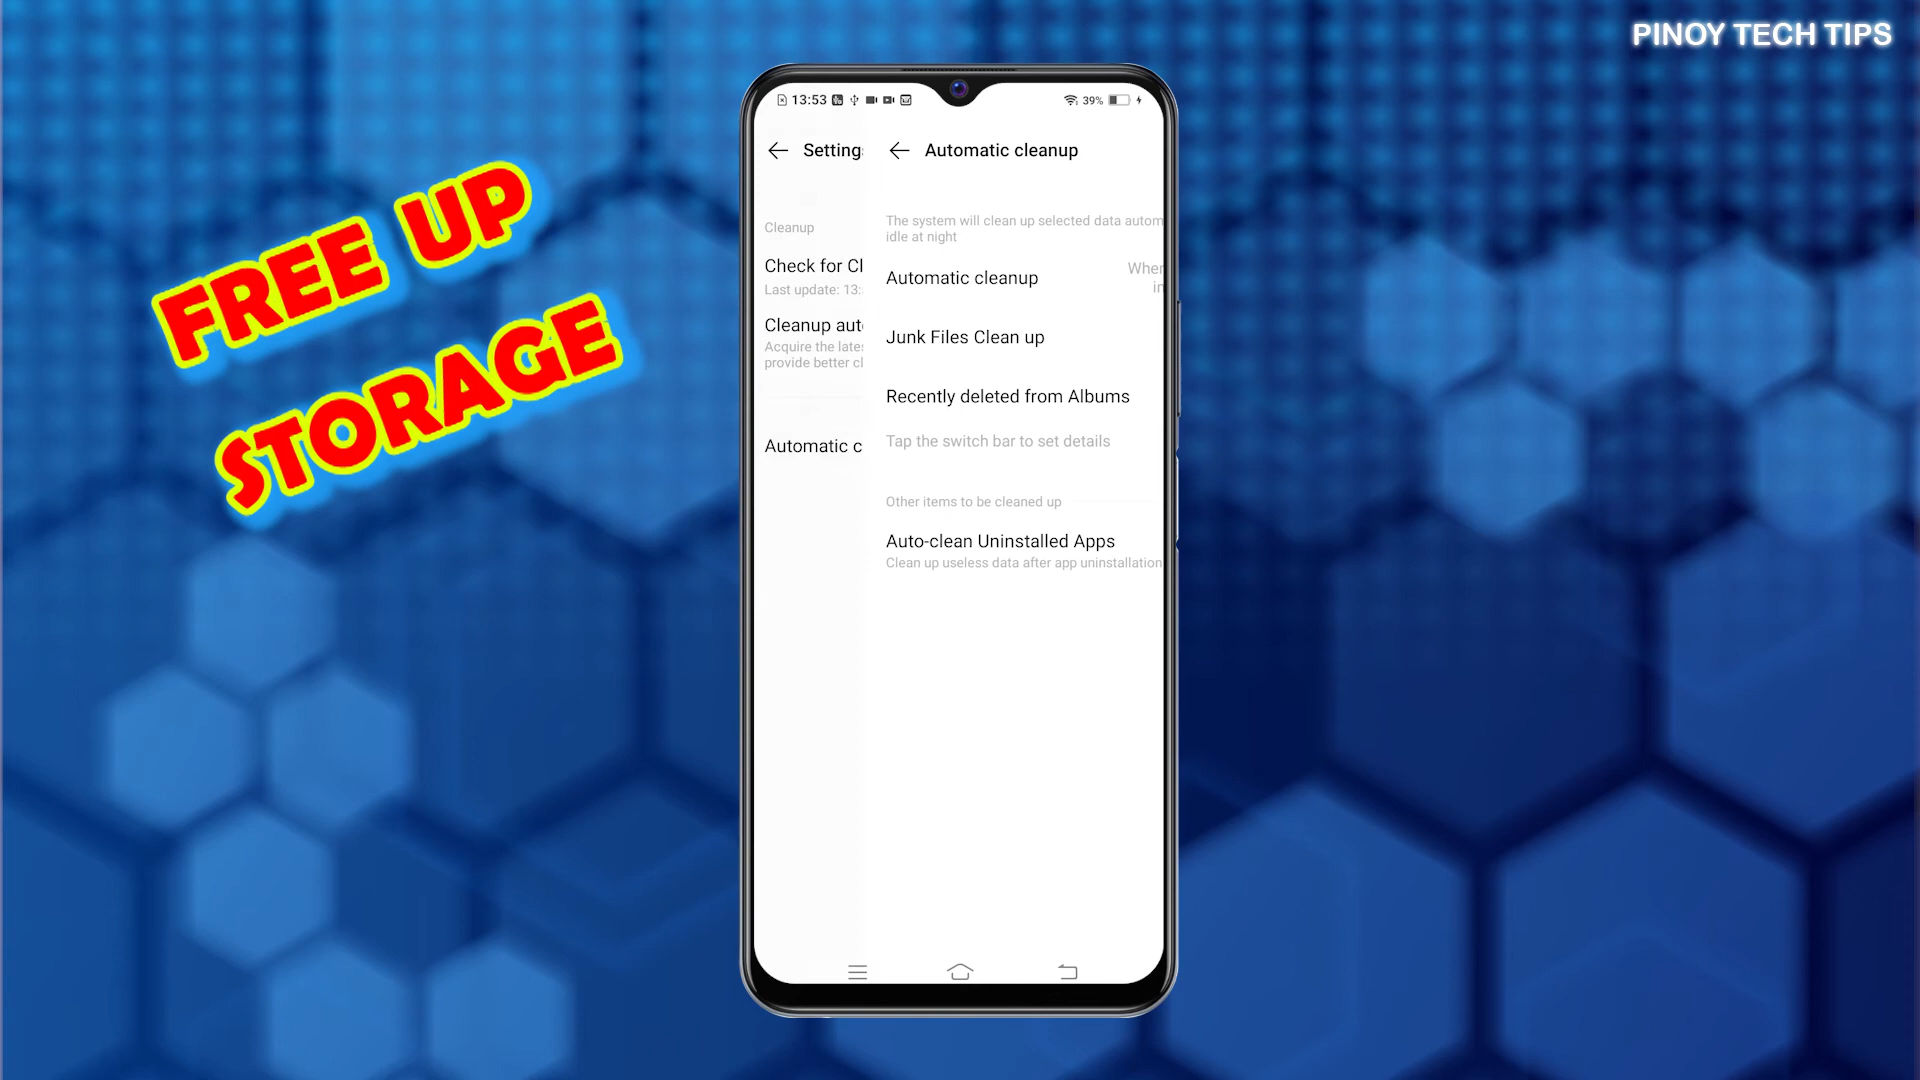 PINOY TECH TIPS
FREE UP
STORAGE
13:53
39%
Setting
Cleanup
Check for Cl
Last update: 13:
Cleanup aut
Acquire the late
provide better cl
Automatic c
Automatic cleanup
The system will clean up selected data autom
idle at night
Automatic cleanup
When
in
Junk Files Clean up
Recently deleted from Albums
Tap the switch bar to set details
Other items to be cleaned up
Auto-clean Uninstalled Apps
Clean up useless data after app uninstallation